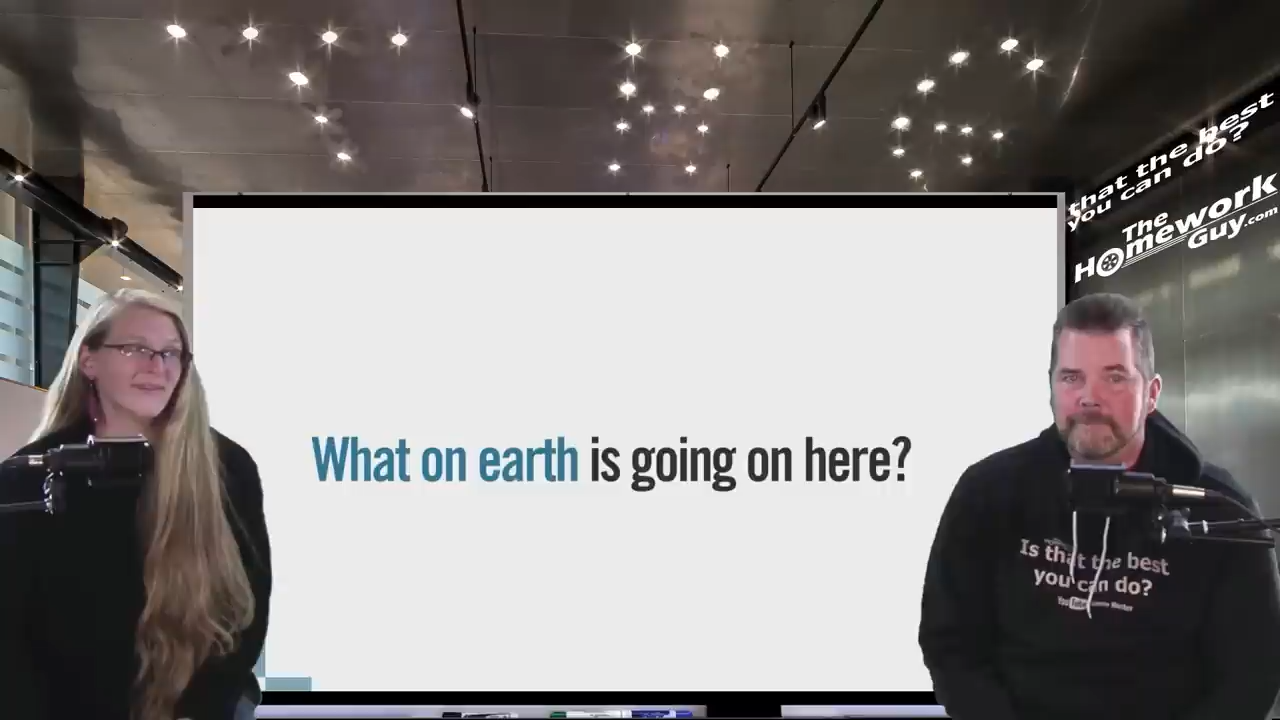 that the best
you can do?
The
Homework
Guy.com
What on earth is going on here?
Is that the best
you can do?
YouTube